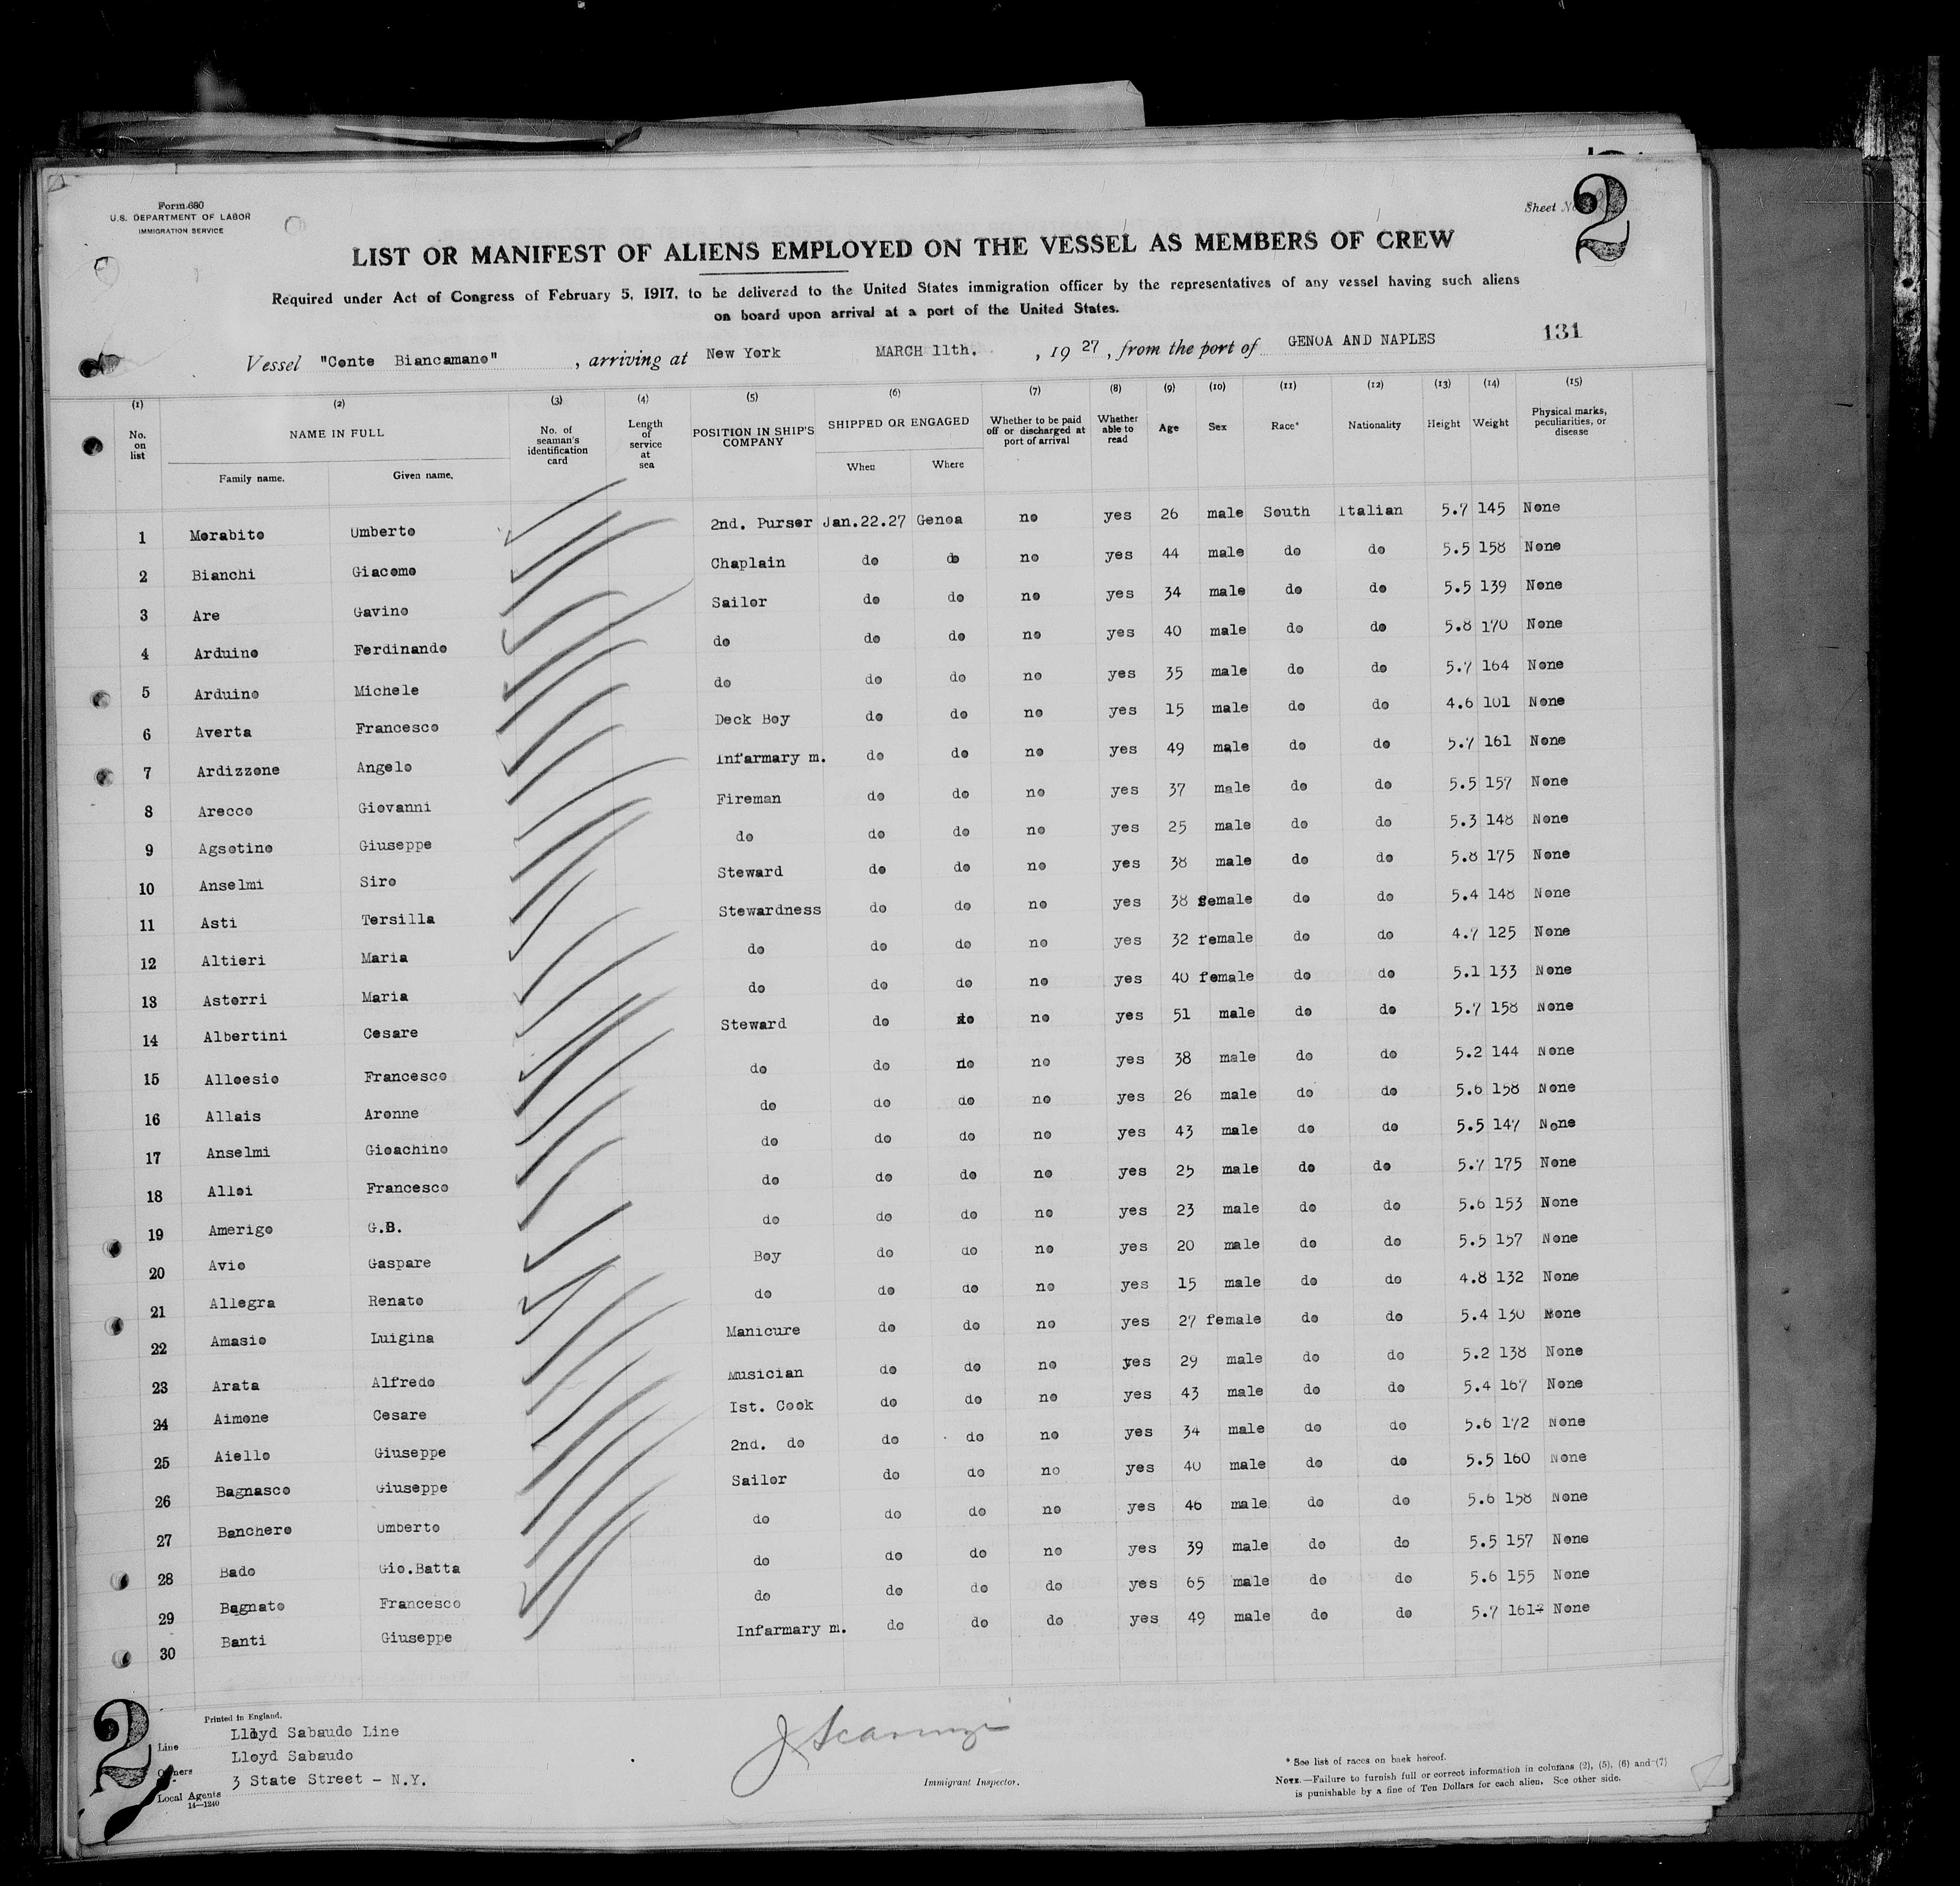 Form 680
U.S. DEPARTMENT OF LABOR
IMMIGRATION SERVICE
Sheet No. 2
LIST OR MANIFEST OF ALIENS EMPLOYED ON THE VESSEL AS MEMBERS OF CREW
Required under Act of Congress of February 5, 1917, to be delivered to the United States immigration officer by the representatives of any vessel having such aliens
on board upon arrival at a port of the United States.
131
Vessel "Conte Biancamano", arriving at New York MARCH 11th., 1927, from the port of GENOA AND NAPLES
(1) (2) (3) (4) (5) (6) (7) (8) (9) (10) (11) (12) (13) (14) (15)
No. on list NAME IN FULL No. of seaman's identification card Length of service at sea POSITION IN SHIP'S COMPANY SHIPPED OR ENGAGED Whether to be paid off or discharged at port of arrival Whether able to read Age Sex Race* Nationality Height Weight Physical marks, peculiarities, or disease
Family name. Given name. When Where
1 Morabito Umberto 2nd. Purser Jan.22.27 Genoa no yes 26 male South Italian 5.7 145 None
2 Bianchi Giacomo Chaplain do do no yes 44 male do do 5.5 158 None
3 Are Gavino Sailor do do no yes 34 male do do 5.5 139 None
4 Arduino Ferdinando do do do no yes 40 male do do 5.8 170 None
5 Arduino Michele do do do no yes 35 male do do 5.7 164 None
6 Averta Francesco Deck Boy do do no yes 15 male do do 4.6 101 None
7 Ardizzone Angelo Infarmary m. do do no yes 49 male do do 5.7 161 None
8 Arecco Giovanni Fireman do do no yes 37 male do do 5.5 157 None
9 Agsotino Giuseppe do do do no yes 25 male do do 5.3 148 None
10 Anselmi Siro Steward do do no yes 38 male do do 5.8 175 None
11 Asti Tersilla Stewardness do do no yes 38 female do do 5.4 148 None
12 Altieri Maria do do do no yes 32 female do do 4.7 125 None
13 Astorri Maria do do do no yes 40 female do do 5.1 133 None
14 Albertini Cesare Steward do do no yes 51 male do do 5.7 158 None
15 Alloesio Francesco do do do no yes 38 male do do 5.2 144 None
16 Allais Aronne do do do no yes 26 male do do 5.6 158 None
17 Anselmi Gioachino do do do no yes 43 male do do 5.5 147 None
18 Alloi Francesco do do do no yes 25 male do do 5.7 175 None
19 Amerigo G.B. do do do no yes 23 male do do 5.6 153 None
20 Avio Gaspare Boy do do no yes 20 male do do 5.5 157 None
21 Allegra Renato do do do no yes 15 male do do 4.8 132 None
22 Amasio Luigina Manicure do do no yes 27 female do do 5.4 130 None
23 Arata Alfredo Musician do do no yes 29 male do do 5.2 138 None
24 Aimone Cesare Ist. Cook do do no yes 43 male do do 5.4 167 None
25 Aiello Giuseppe 2nd. do do do no yes 34 male do do 5.6 172 None
26 Bagnasco Giuseppe Sailor do do no yes 40 male do do 5.5 160 None
27 Banchero Umberto do do do no yes 46 male do do 5.6 158 None
28 Bado Gio.Batta do do do no yes 39 male do do 5.5 157 None
29 Bagnato Francesco do do do do yes 65 male do do 5.6 155 None
30 Banti Giuseppe Infarmary m. do do do yes 49 male do do 5.7 161 None
2
Printed in England.
Line Lloyd Sabaudo Line
Owners Lloyd Sabaudo
Local Agents 3 State Street - N.Y.
14—1240
Immigrant Inspector.
* See list of races on back hereof.
NOTE.—Failure to furnish full or correct information in columns (2), (5), (6) and (7)
is punishable by a fine of Ten Dollars for each alien. See other side.